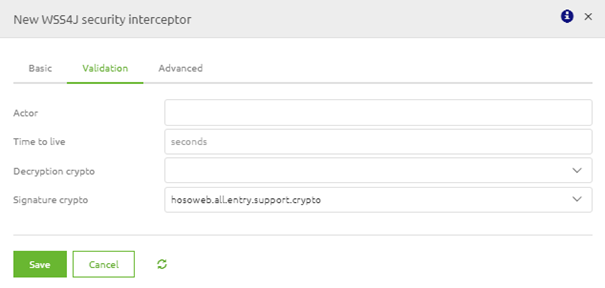 New WSS4J security interceptor
Basic Validation Advanced
Actor
Time to live seconds
Decryption crypto
Signature crypto hosoweb.all.entry.support.crypto
Save Cancel